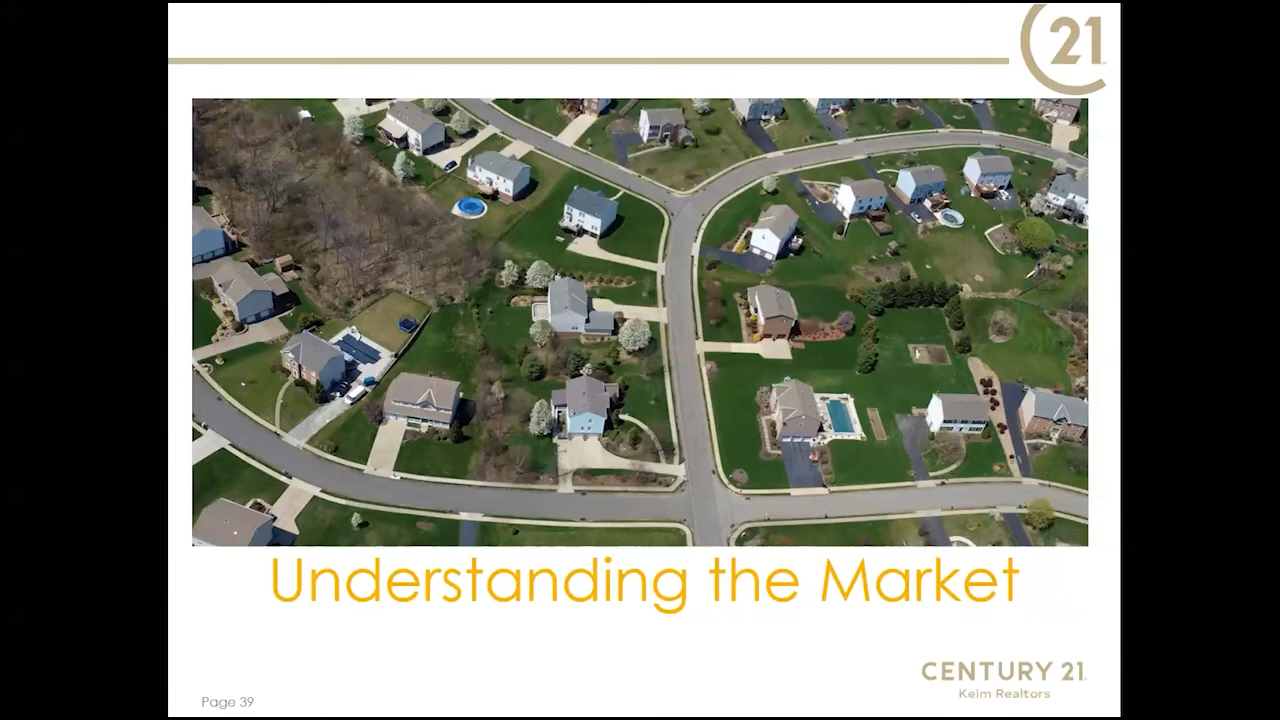 21
Understanding the Market
CENTURY 21
Keim Realtors
Page 39